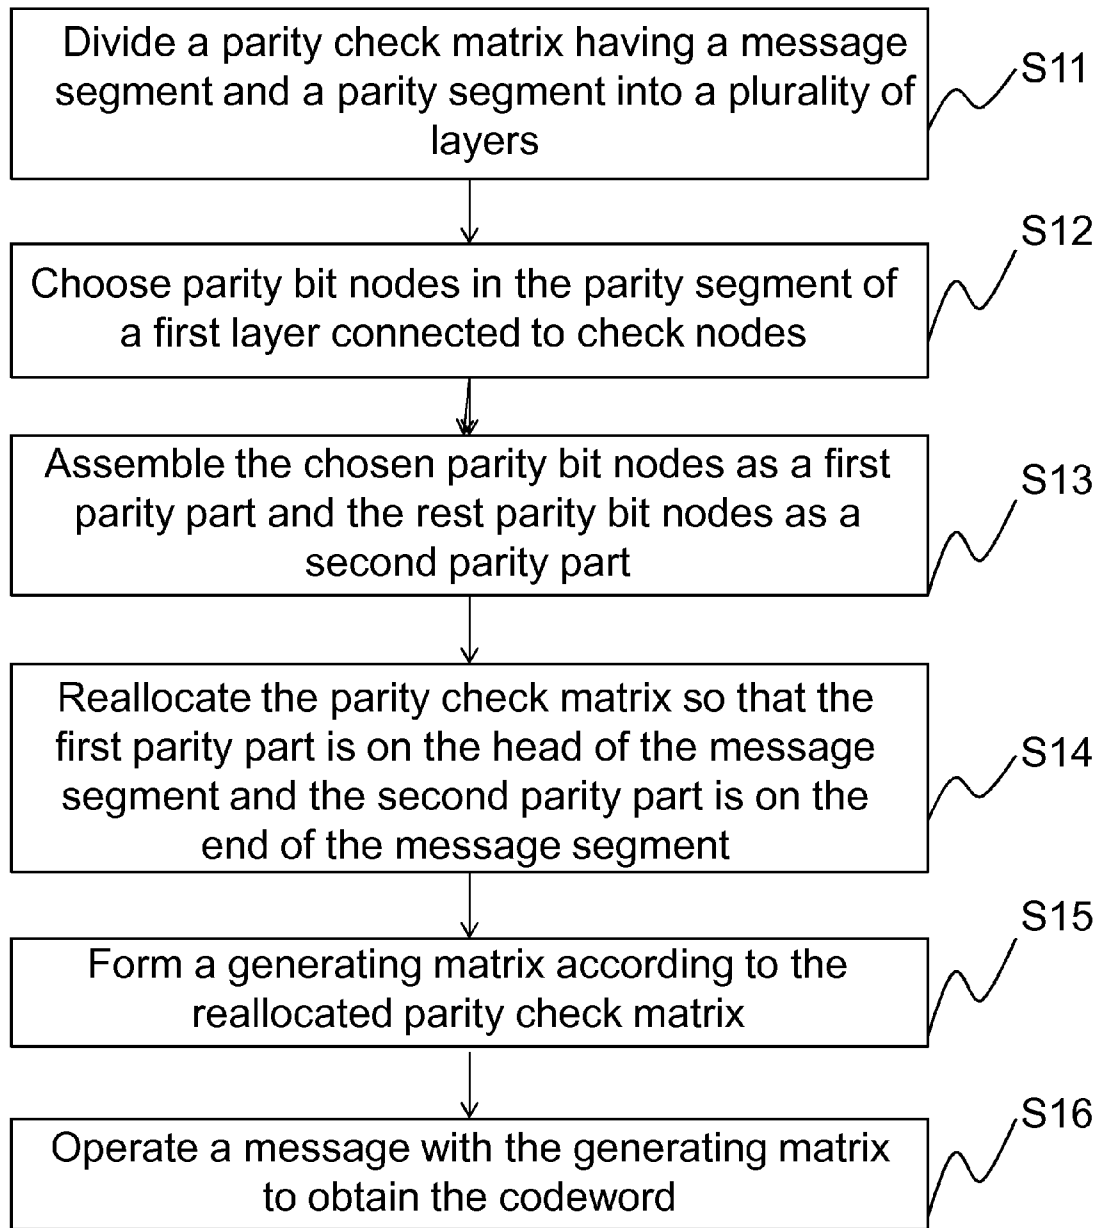 Divide a parity check matrix having a message
segment and a parity segment into a plurality of
layers
S11
Choose parity bit nodes in the parity segment of
a first layer connected to check nodes
S12
Assemble the chosen parity bit nodes as a first
parity part and the rest parity bit nodes as a
second parity part
S13
Reallocate the parity check matrix so that the
first parity part is on the head of the message
segment and the second parity part is on the
end of the message segment
S14
Form a generating matrix according to the
reallocated parity check matrix
S15
Operate a message with the generating matrix
to obtain the codeword
S16